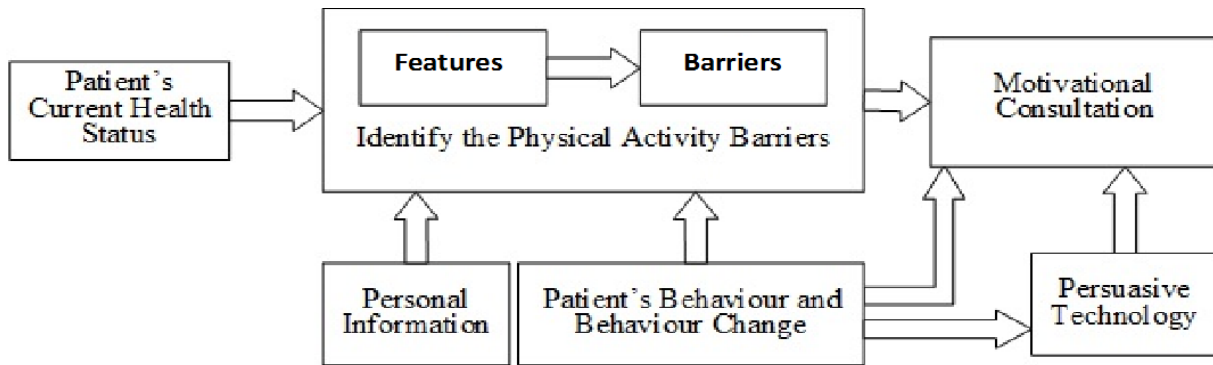 Features
Barriers
Patient's
Current Health
Status
Identify the Physical Activity Barriers
Motivational
Consultation
Personal
Information
Patient's Behaviour and
Behaviour Change
Persuasive
Technology